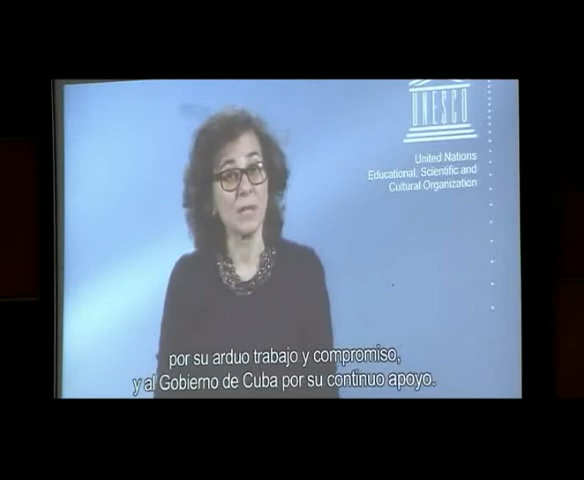 UNESCO
United Nations
Educational, Scientific and
Cultural Organization
por su arduo trabajo y compromiso,
y al Gobierno de Cuba por su continuo apoyo.